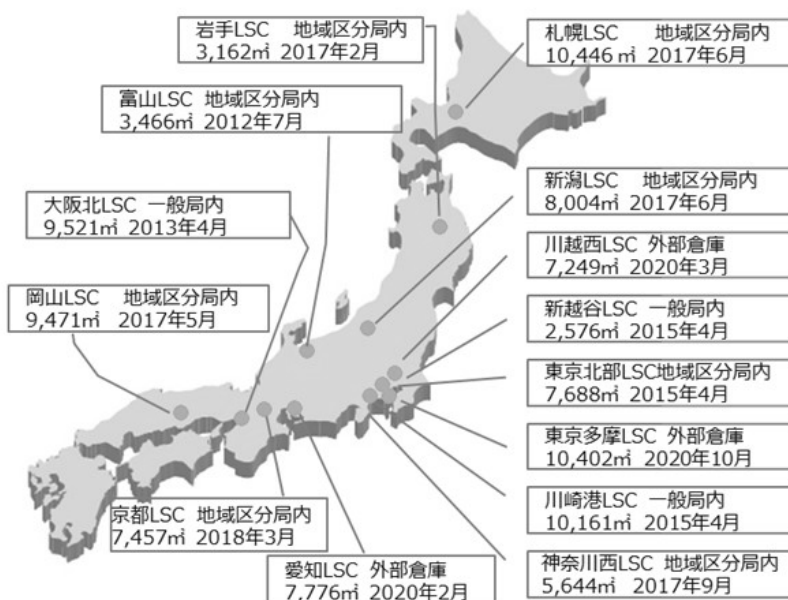 岩手LSC 地域区分局内
3,162㎡ 2017年2月
札幌LSC 地域区分局内
10,446㎡ 2017年6月
富山LSC 地域区分局内
3,466㎡ 2012年7月
新潟LSC 地域区分局内
8,004㎡ 2017年6月
大阪北LSC 一般局内
9,521㎡ 2013年4月
川越西LSC 外部倉庫
7,249㎡ 2020年3月
岡山LSC 地域区分局内
9,471㎡ 2017年5月
新越谷LSC 一般局内
2,576㎡ 2015年4月
東京北部LSC地域区分局内
7,688㎡ 2015年4月
東京多摩LSC 外部倉庫
10,402㎡ 2020年10月
川崎港LSC 一般局内
10,161㎡ 2015年4月
京都LSC 地域区分局内
7,457㎡ 2018年3月
愛知LSC 外部倉庫
7,776㎡ 2020年2月
神奈川西LSC 地域区分局内
5,644㎡ 2017年9月